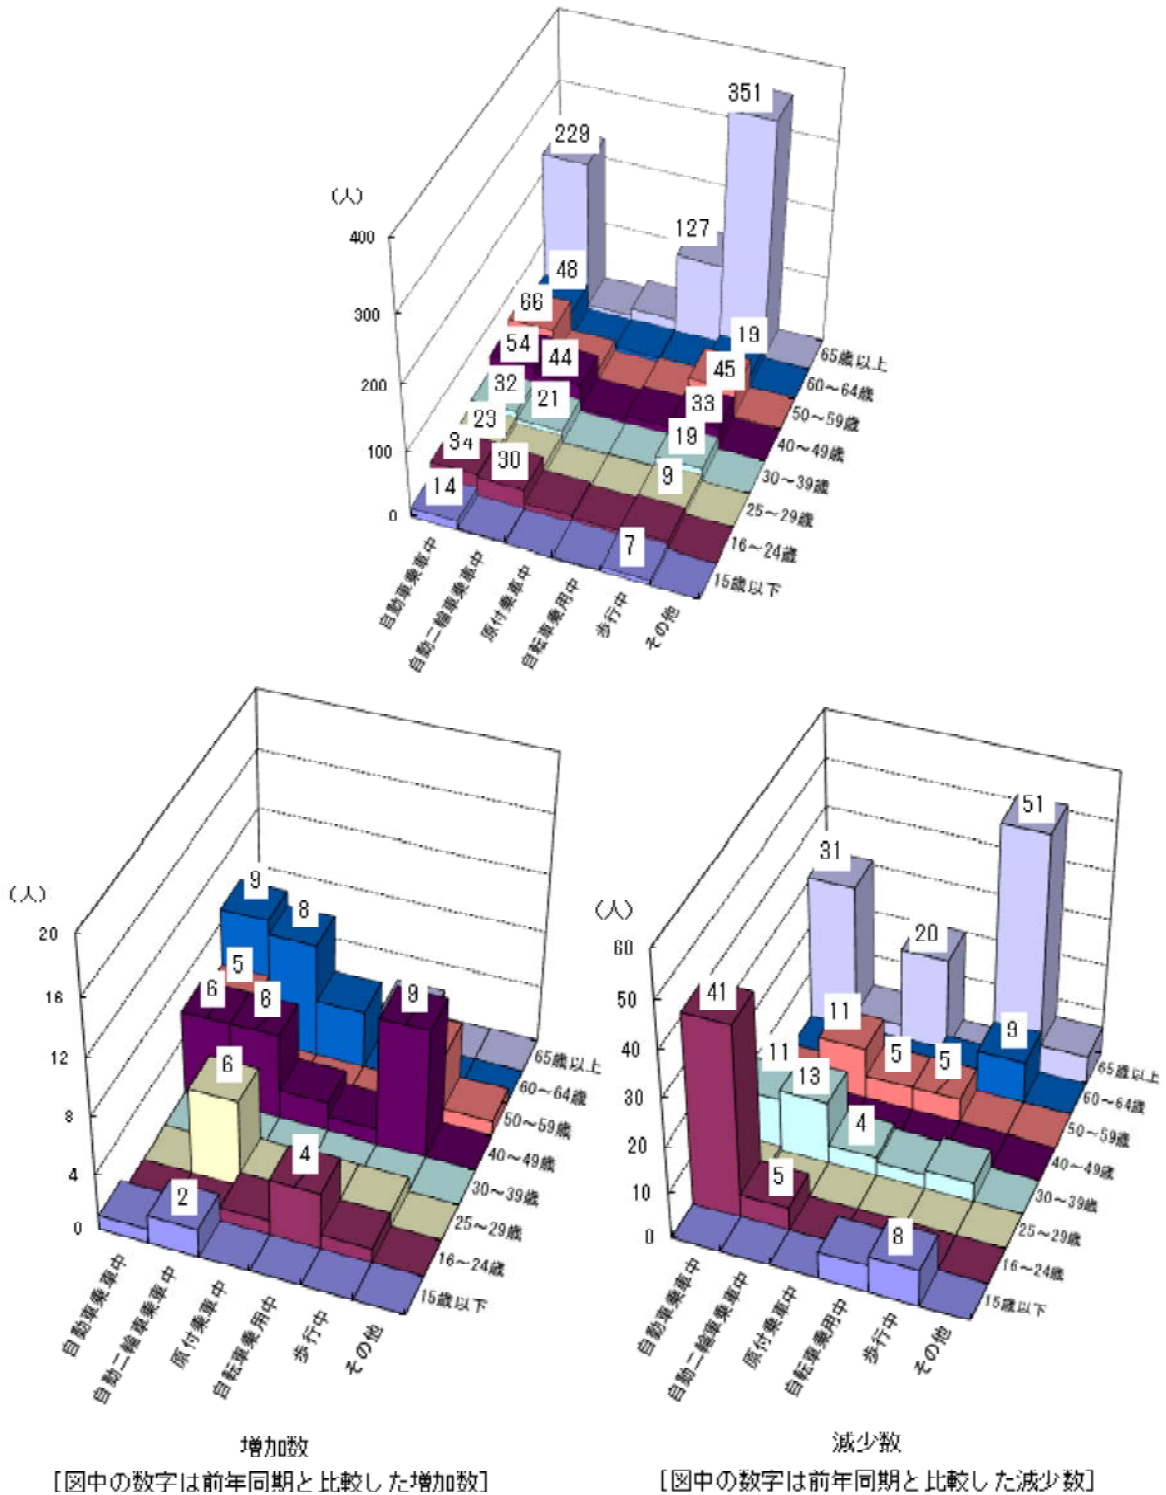 351
229
(人)
127
400
48
66
300
19
54
44
45
65歳以上
60～64歳
200
32
21
33
50～59歳
23
19
40～49歳
34
30
9
30～39歳
100
14
25～29歳
0
7
16～24歳
15歳以下
自動車乗車中
自動二輪車乗車中
原付乗車中
自転車乗用中
歩行中
その他
(人)
20
16
12
8
4
0
9
8
5
6
6
9
6
4
2
65歳以上
60～64歳
50～59歳
40～49歳
30～39歳
25～29歳
16～24歳
15歳以下
自動車乗車中
自動二輪車乗車中
原付乗車中
自転車乗用中
歩行中
その他
増加数
[図中の数字は前年同期と比較した増加数]
(人)
60
50
40
30
20
10
0
51
31
20
41
11
9
11
5
5
13
4
5
8
65歳以上
60～64歳
50～59歳
40～49歳
30～39歳
25～29歳
16～24歳
15歳以下
自動車乗車中
自動二輪車乗車中
原付乗車中
自転車乗用中
歩行中
その他
減少数
[図中の数字は前年同期と比較した減少数]